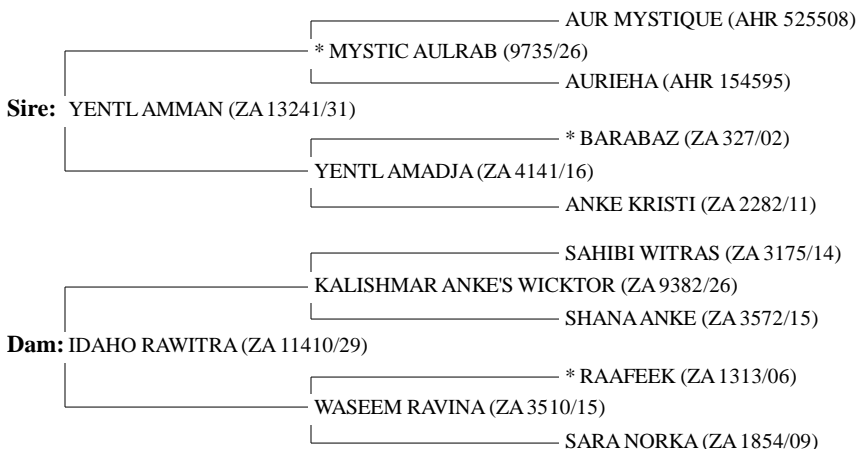 AUR MYSTIQUE (AHR 525508)
* MYSTIC AULRAB (9735/26)
AURIEHA (AHR 154595)
Sire: YENTL AMMAN (ZA 13241/31)
* BARABAZ (ZA 327/02)
YENTL AMADJA (ZA 4141/16)
ANKE KRISTI (ZA 2282/11)
SAHIBI WITRAS (ZA 3175/14)
KALISHMAR ANKE'S WICKTOR (ZA 9382/26)
SHANA ANKE (ZA 3572/15)
Dam: IDAHO RAWITRA (ZA 11410/29)
* RAAFEEK (ZA 1313/06)
WASEEM RAVINA (ZA 3510/15)
SARA NORKA (ZA 1854/09)